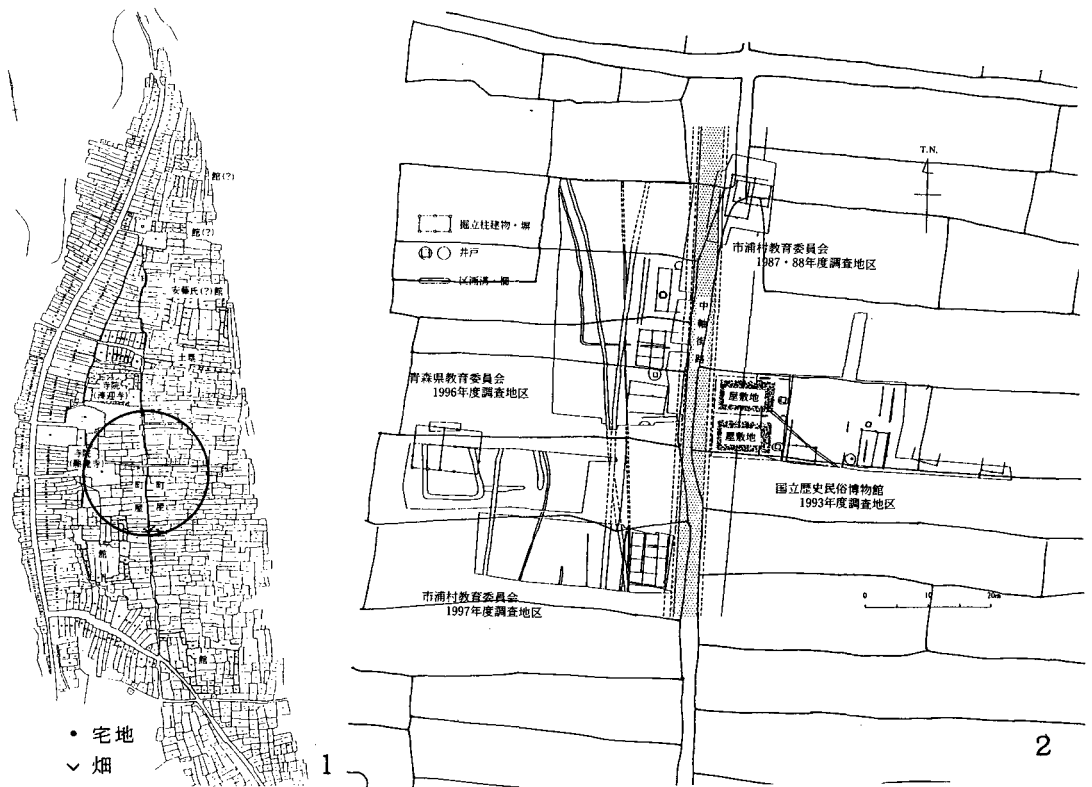 館(?)
館(?)
安藤氏(?)館
土塁
寺院
(湊迎寺)
寺院
町 町
屋 屋
館
館
• 宅地
∨ 畑
1
掘立柱建物・塀
井戸
区画溝・柵
T.N.
市浦村教育委員会
1987・88年度調査地区
中軸街路
青森県教育委員会
1996年度調査地区
屋敷地
屋敷地
国立歴史民俗博物館
1993年度調査地区
市浦村教育委員会
1997年度調査地区
0 10 20m
2